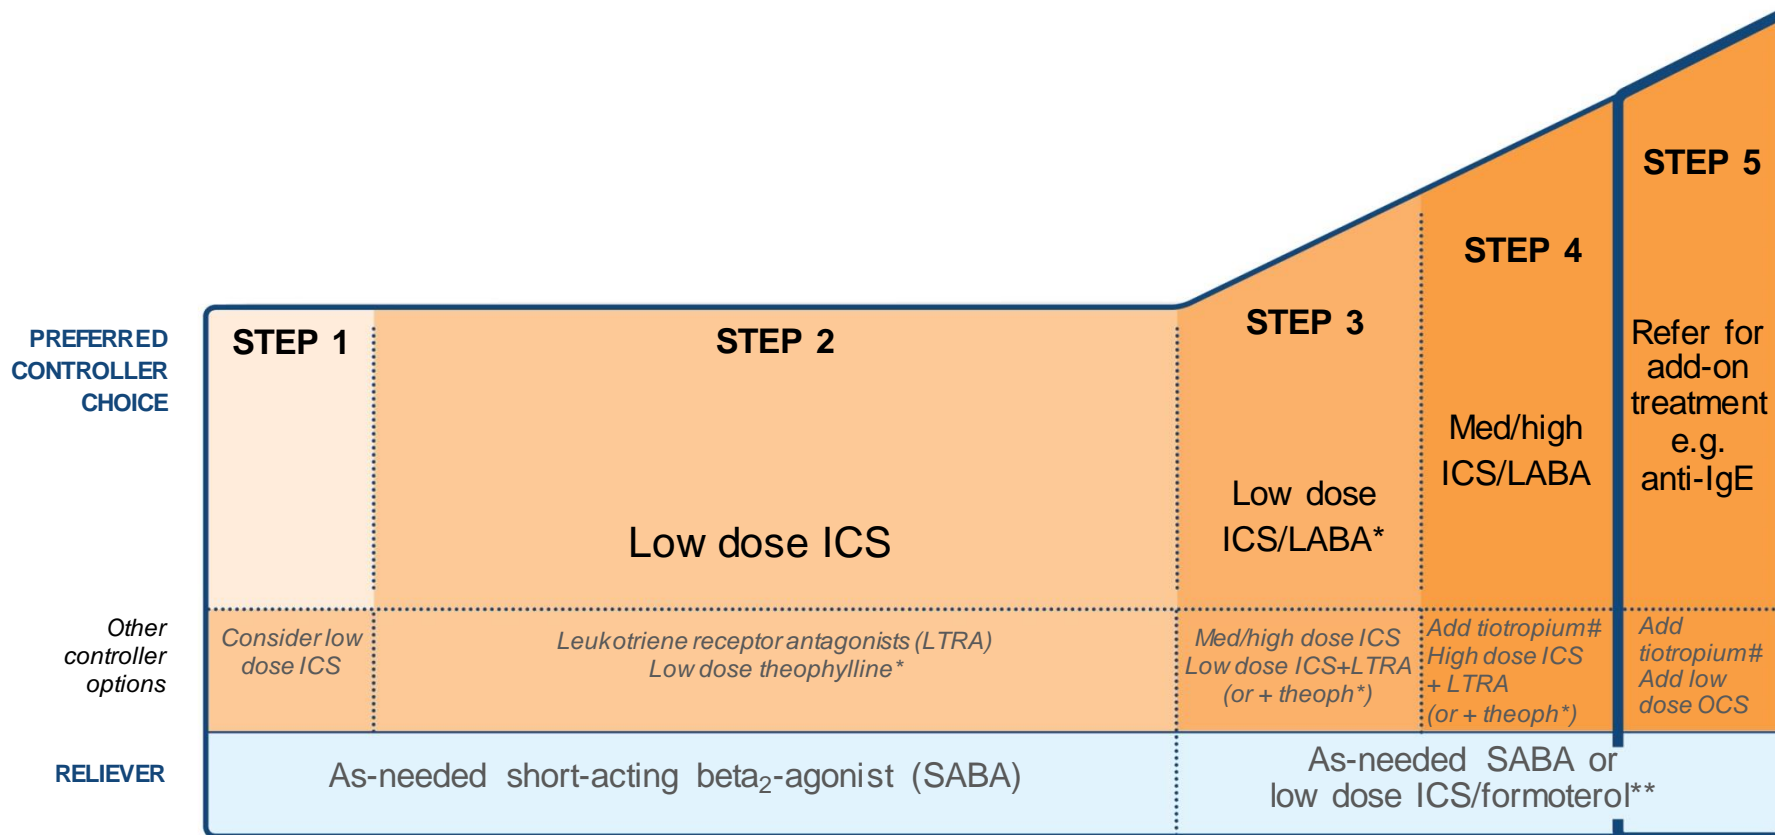 PREFERRED
CONTROLLER
CHOICE
STEP 1
STEP 2
Low dose ICS
STEP 3
Low dose
ICS/LABA*
STEP 4
Med/high
ICS/LABA
STEP 5
Refer for
add-on
treatment
e.g.
anti-IgE
Other
controller
options
Consider low
dose ICS
Leukotriene receptor antagonists (LTRA)
Low dose theophylline*
Med/high dose ICS
Low dose ICS+LTRA
(or + theoph*)
Add tiotropium#
High dose ICS
+ LTRA
(or + theoph*)
Add
tiotropium#
Add low
dose OCS
RELIEVER
As-needed short-acting beta₂-agonist (SABA)
As-needed SABA or
low dose ICS/formoterol**